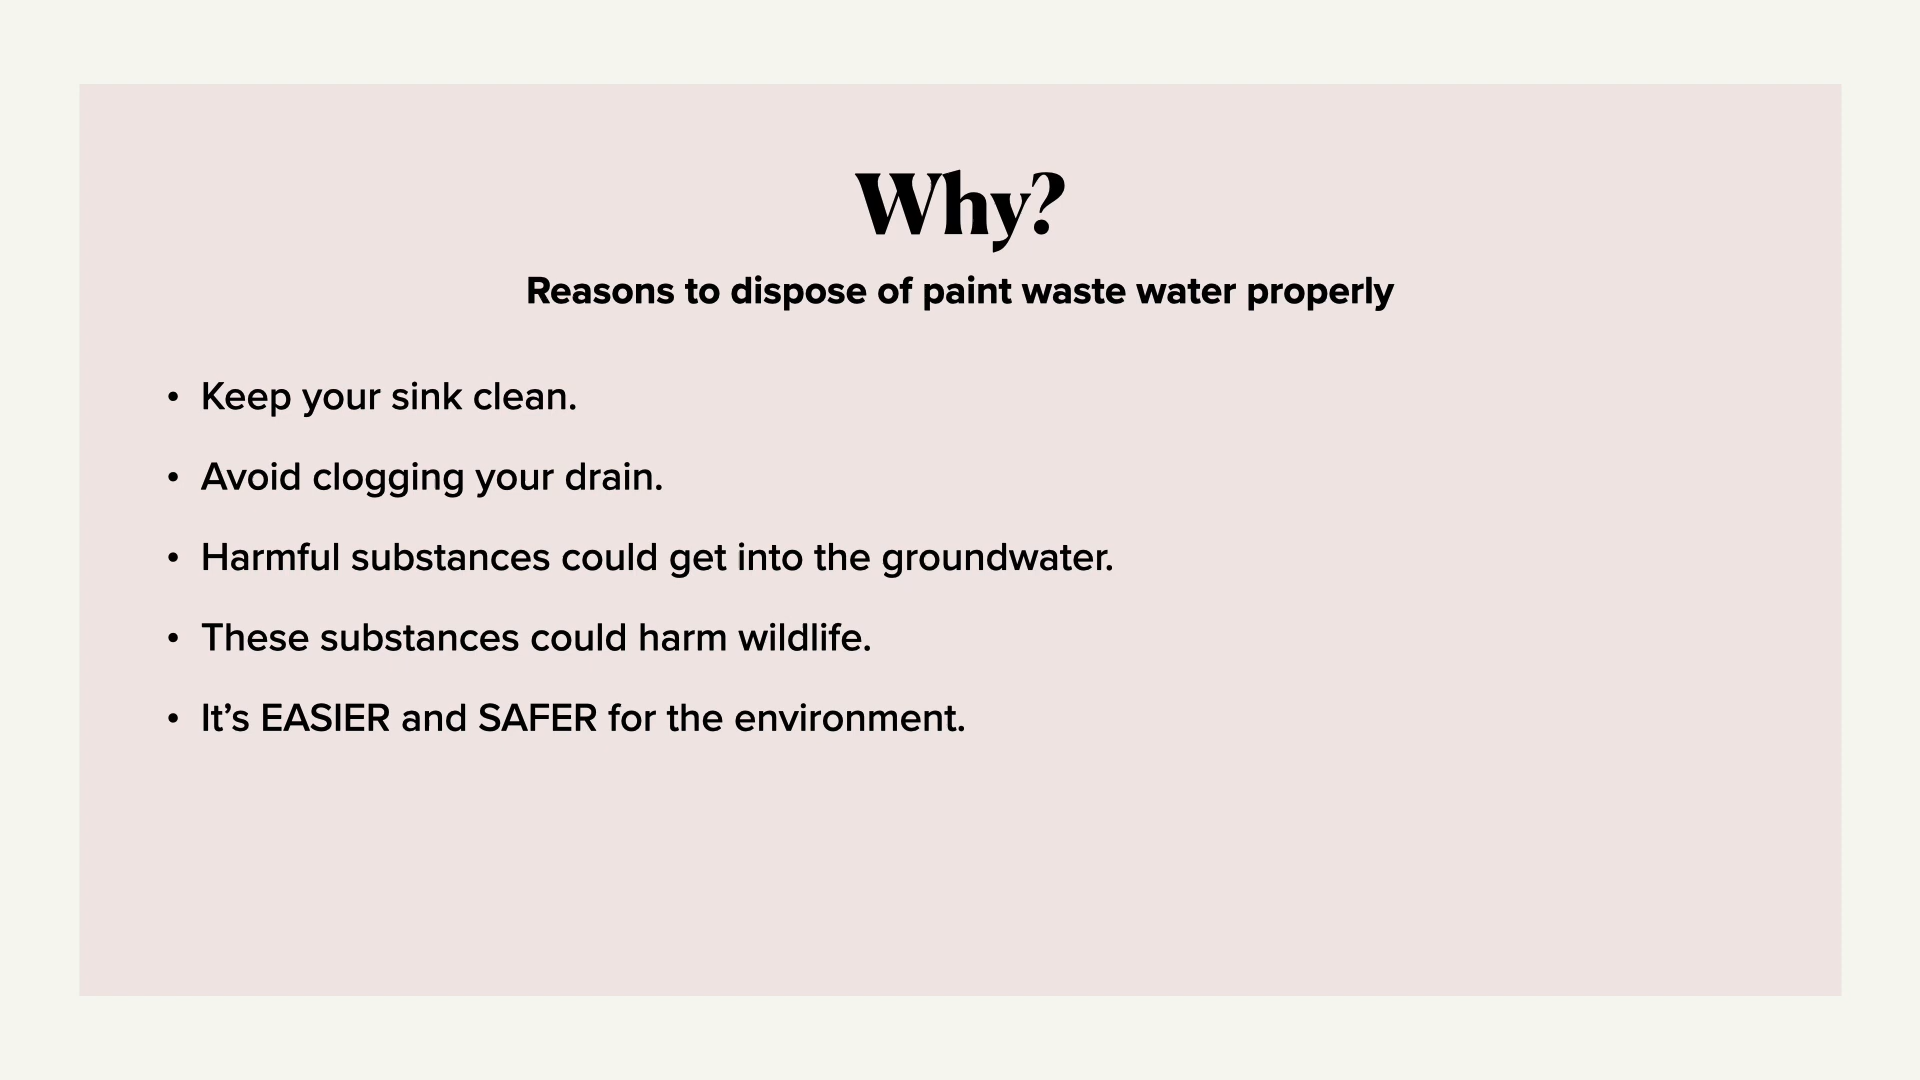 Why?
Reasons to dispose of paint waste water properly
• Keep your sink clean.
• Avoid clogging your drain.
• Harmful substances could get into the groundwater.
• These substances could harm wildlife.
• It’s EASIER and SAFER for the environment.